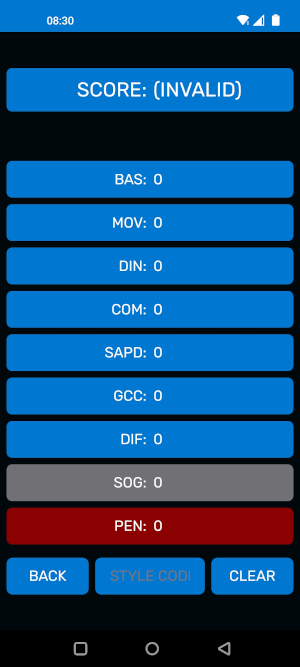 08:30
SCORE: (INVALID)
BAS: 0
MOV: 0
DIN: 0
COM: 0
SAPD: 0
GCC: 0
DIF: 0
SOG: 0
PEN: 0
BACK STYLE COD CLEAR